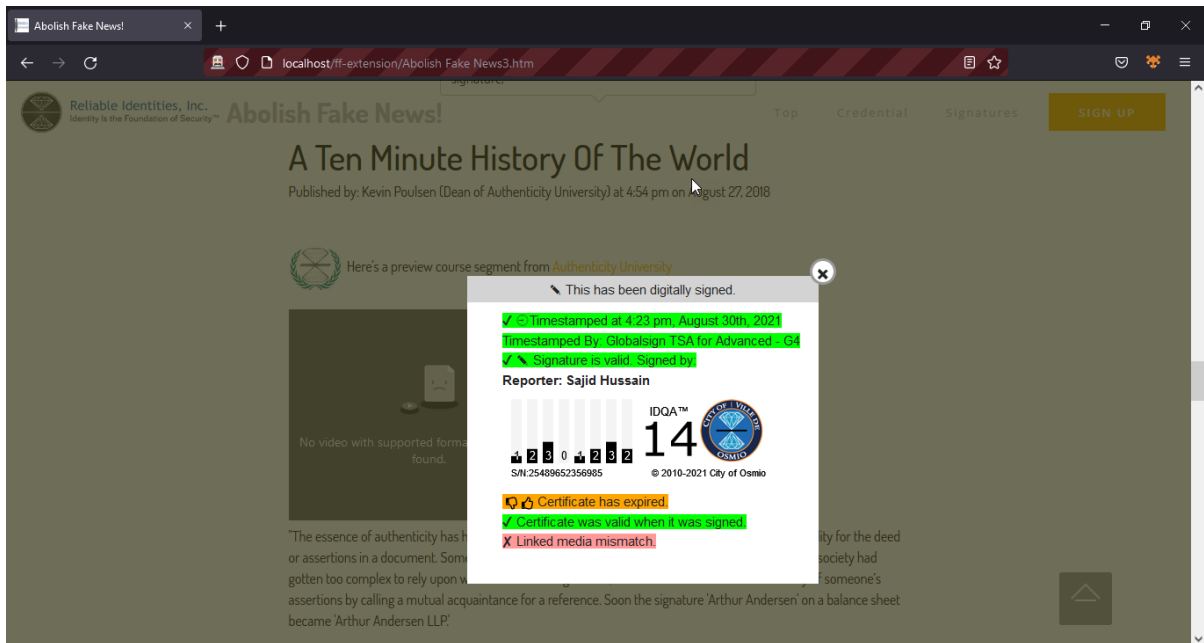 Abolish Fake News!
localhost/ff-extension/Abolish Fake News3.htm
signature.
Reliable Identities, Inc.
Identity is the Foundation of Security™
Abolish Fake News!
Top Credential Signatures SIGN UP
A Ten Minute History Of The World
Published by: Kevin Poulsen (Dean of Authenticity University) at 4:54 pm on August 27, 2018
Here's a preview course segment from Authenticity University
This has been digitally signed.
Timestamped at 4:23 pm, August 30th, 2021
Timestamped By: Globalsign TSA for Advanced - G4
Signature is valid. Signed by:
Reporter: Sajid Hussain
IDQA™
14
CITY OF | VILLE DE
OSMIO
1 2 3 0 1 2 3 2
S/N:25489652356985 © 2010-2021 City of Osmio
Certificate has expired.
Certificate was valid when it was signed.
Linked media mismatch.
No video with supported forma
found.
"The essence of authenticity has h ity for the deed
or assertions in a document. Som society had
gotten too complex to rely upon w f someone's
assertions by calling a mutual acquaintance for a reference. Soon the signature 'Arthur Andersen' on a balance sheet
became 'Arthur Andersen LLP.'